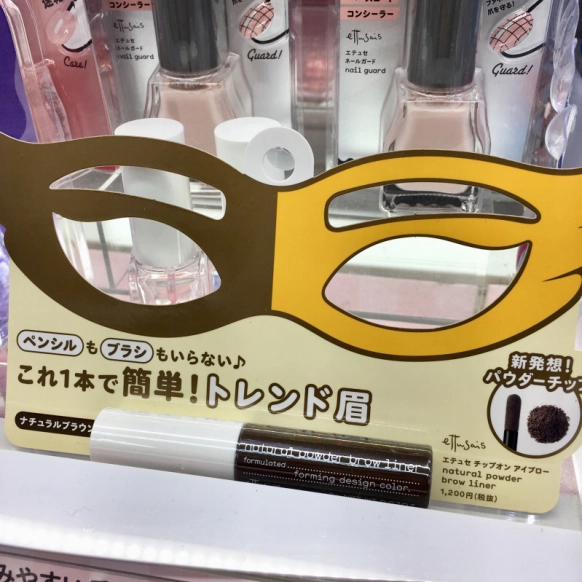 コンシーラー
コンシーラー
Care!
ettusais
エテュセ
ネールガード
nail guard
Guard!
ettusais
エテュセ
ネールガード
nail guard
Guard!
ペンシル も ブラシ もいらない♪
これ1本で簡単!トレンド眉
新発想!
パウダーチップ
ナチュラルブラウン
natural powder brow liner
formulated
forming design color,
ettusais
エテュセ チップオン アイブロー
natural powder
brow liner
1,200円(税抜)
みやすい